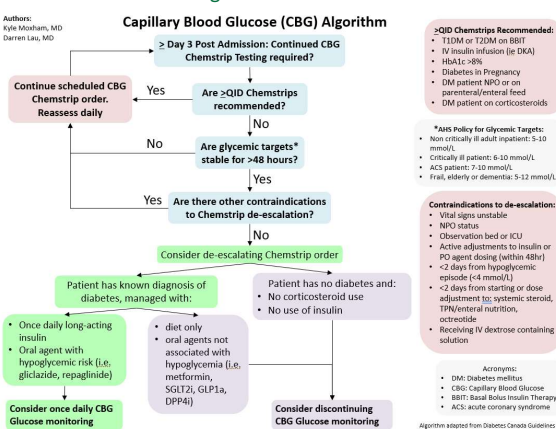 Authors:
Kyle Moxham, MD
Darren Lau, MD
Capillary Blood Glucose (CBG) Algorithm
> Day 3 Post Admission: Continued CBG
Chemstrip Testing required?
Continue scheduled CBG
Chemstrip order.
Reassess daily
Yes
Are >QID Chemstrips
recommended?
No
No
Are glycemic targets*
stable for >48 hours?
Yes
Yes
Are there other contraindications
to Chemstrip de-escalation?
No
Consider de-escalating Chemstrip order
Patient has known diagnosis of
diabetes, managed with:
• Once daily long-acting
insulin
• Oral agent with
hypoglycemic risk (i.e.
gliclazide, repaglinide)
• diet only
• oral agents not
associated with
hypoglycemia (i.e.
metformin,
SGLT2i, GLP1a,
DPP4i)
Patient has no diabetes and:
• No corticosteroid use
• No use of insulin
Consider once daily CBG
Glucose monitoring
Consider discontinuing
CBG Glucose monitoring
>QID Chemstrips Recommended:
• T1DM or T2DM on BBIT
• IV insulin infusion (ie DKA)
• HbA1c >8%
• Diabetes in Pregnancy
• DM patient NPO or on
parenteral/enteral feed
• DM patient on corticosteroids
*AHS Policy for Glycemic Targets:
• Non critically ill adult inpatient: 5-10
mmol/L
• Critically ill patient: 6-10 mmol/L
• ACS patient: 7-10 mmol/L
• Frail, elderly or dementia: 5-12 mmol/L
Contraindications to de-escalation:
• Vital signs unstable
• NPO status
• Observation bed or ICU
• Active adjustments to insulin or
PO agent dosing (within 48hr)
• <2 days from hypoglycemic
episode (<4 mmol/L)
• <2 days from starting or dose
adjustment to: systemic steroid,
TPN/enteral nutrition,
octreotide
• Receiving IV dextrose containing
solution
Acronyms:
• DM: Diabetes mellitus
• CBG: Capillary Blood Glucose
• BBIT: Basal Bolus Insulin Therapy
• ACS: acute coronary syndrome
Algorithm adapted from Diabetes Canada Guidelines